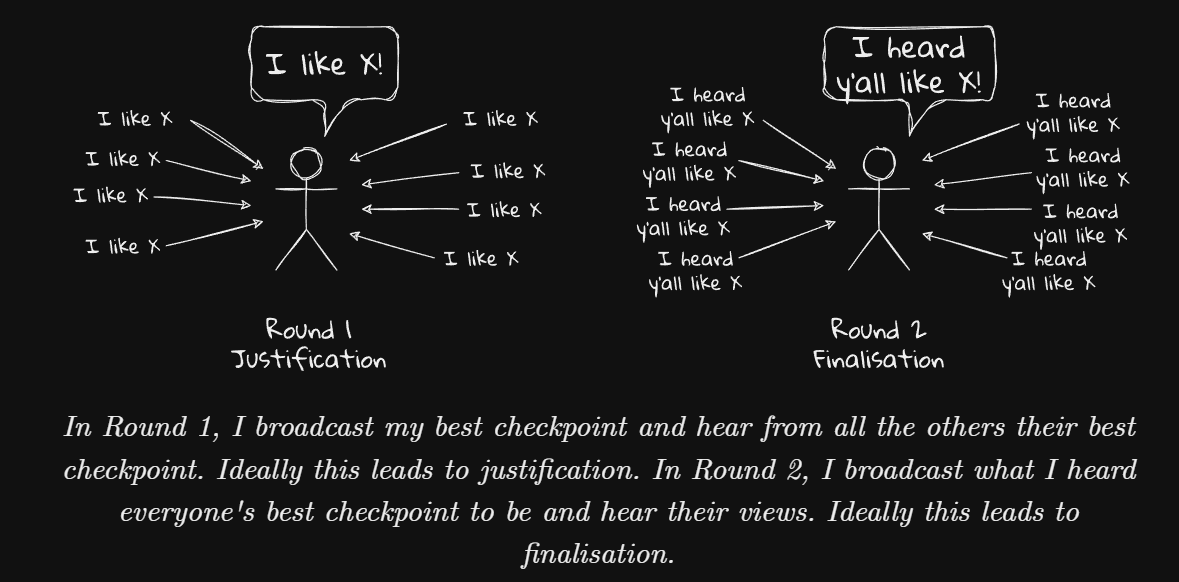 I like X!
I like X
I like X
I like X
I like X
I like X
I like X
I like X
I like X
Round 1
Justification
I heard
y'all like X!
I heard
y'all like X
I heard
y'all like X
I heard
y'all like X
I heard
y'all like X
I heard
y'all like X
I heard
y'all like X
I heard
y'all like X
I heard
y'all like X
Round 2
Finalisation
In Round 1, I broadcast my best checkpoint and hear from all the others their best
checkpoint. Ideally this leads to justification. In Round 2, I broadcast what I heard
everyone's best checkpoint to be and hear their views. Ideally this leads to
finalisation.